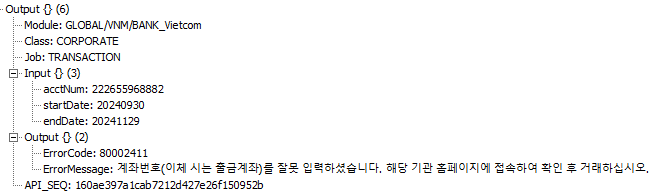 Output {} (6)
Module: GLOBAL/VNM/BANK_Vietcom
Class: CORPORATE
Job: TRANSACTION
Input {} (3)
acctNum: 222655968882
startDate: 20240930
endDate: 20241129
Output {} (2)
ErrorCode: 80002411
ErrorMessage: 계좌번호(이체 시는 출금계좌)를 잘못 입력하셨습니다. 해당 기관 홈페이지에 접속하여 확인 후 거래하십시오.
API_SEQ: 160ae397a1cab7212d427e26f150952b